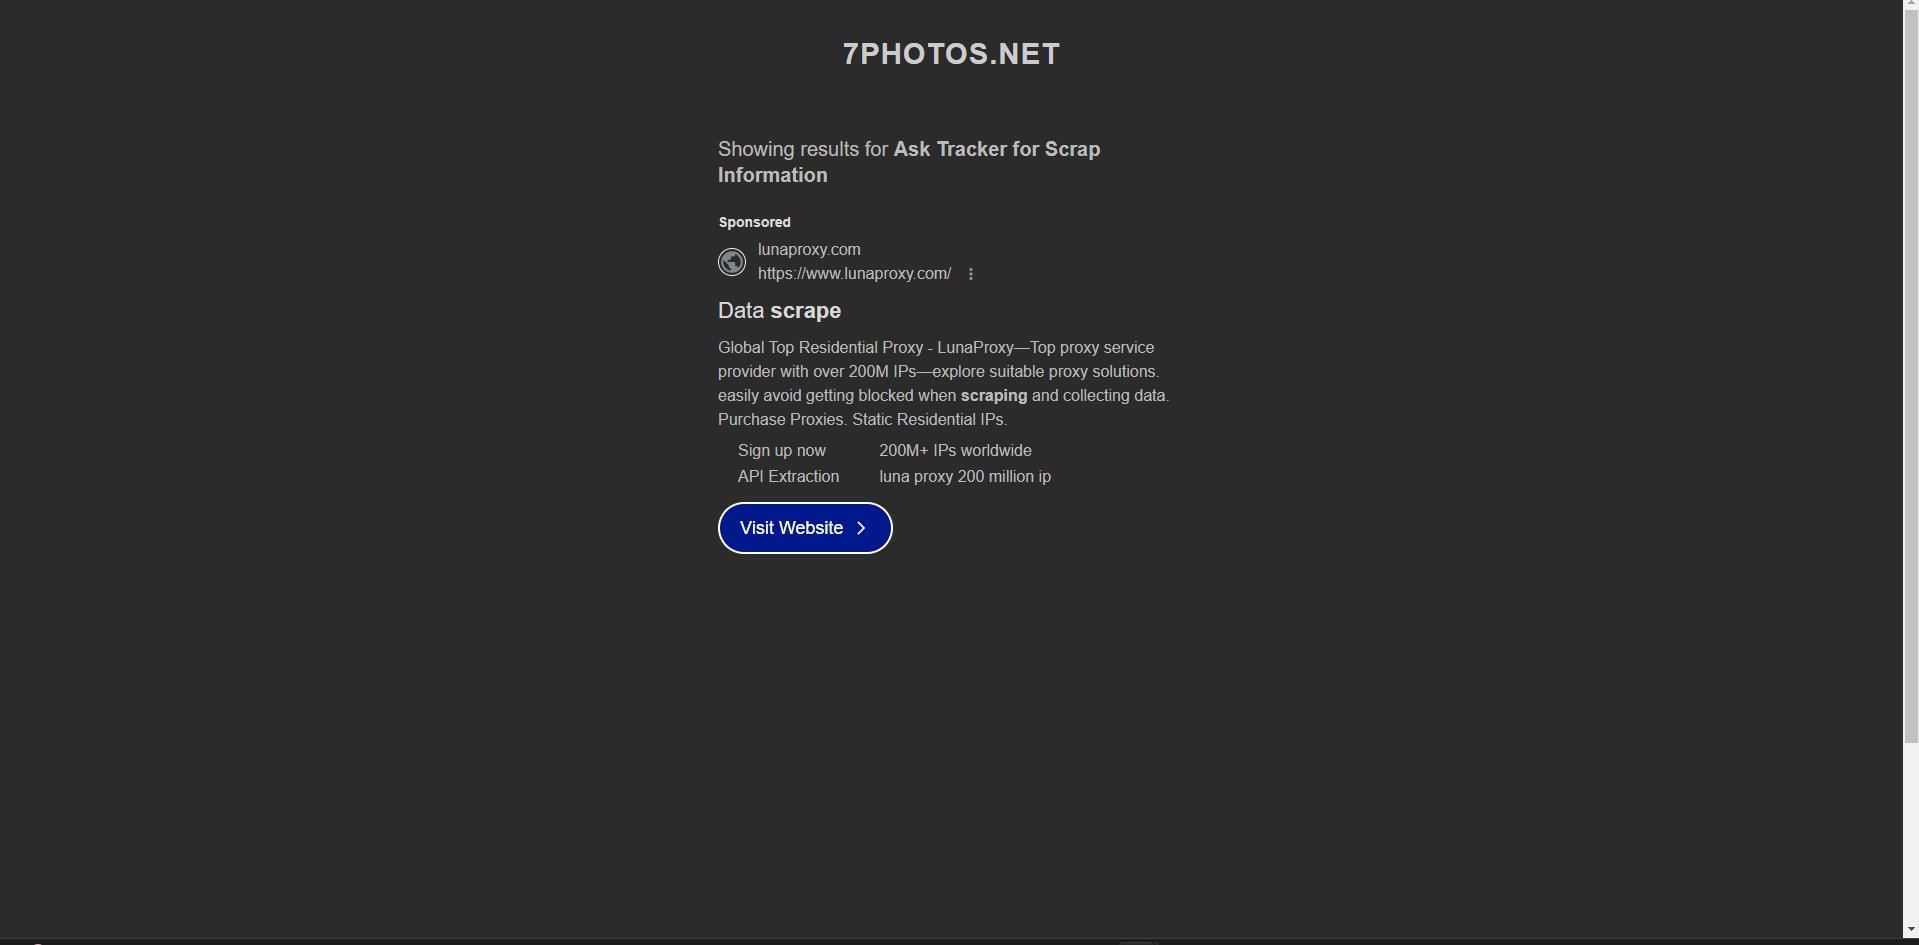 7PHOTOS.NET
Showing results for Ask Tracker for Scrap
Information
Sponsored
lunaproxy.com
https://www.lunaproxy.com/
Data scrape
Global Top Residential Proxy - LunaProxy—Top proxy service
provider with over 200M IPs—explore suitable proxy solutions.
easily avoid getting blocked when scraping and collecting data.
Purchase Proxies. Static Residential IPs.
Sign up now 200M+ IPs worldwide
API Extraction luna proxy 200 million ip
Visit Website